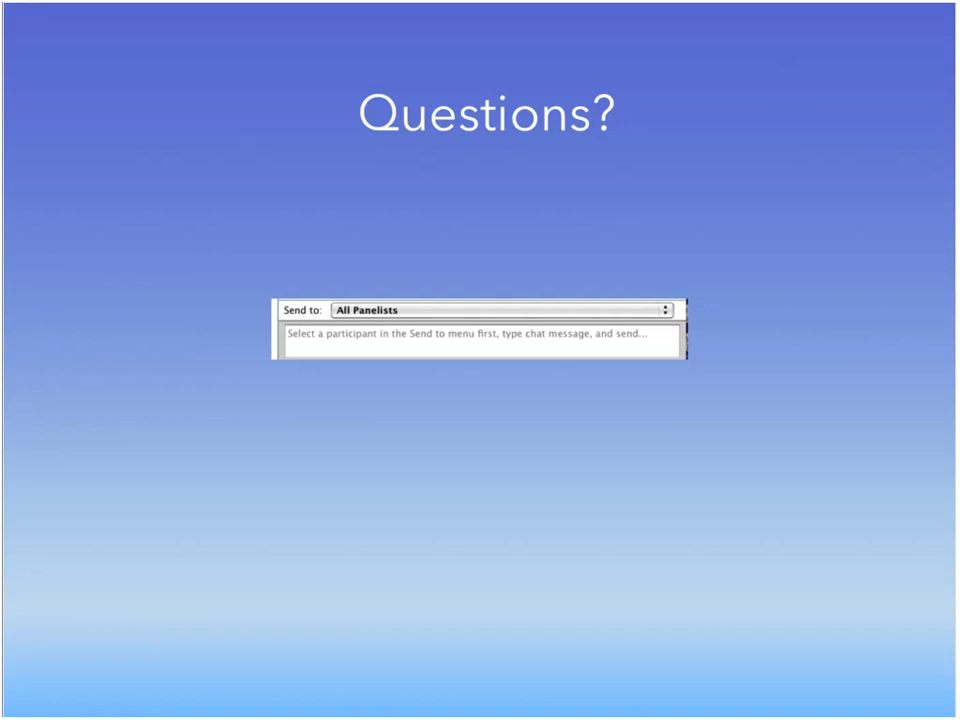 Questions?
Send to: All Panelists
Select a participant in the Send to menu first, type chat message, and send...